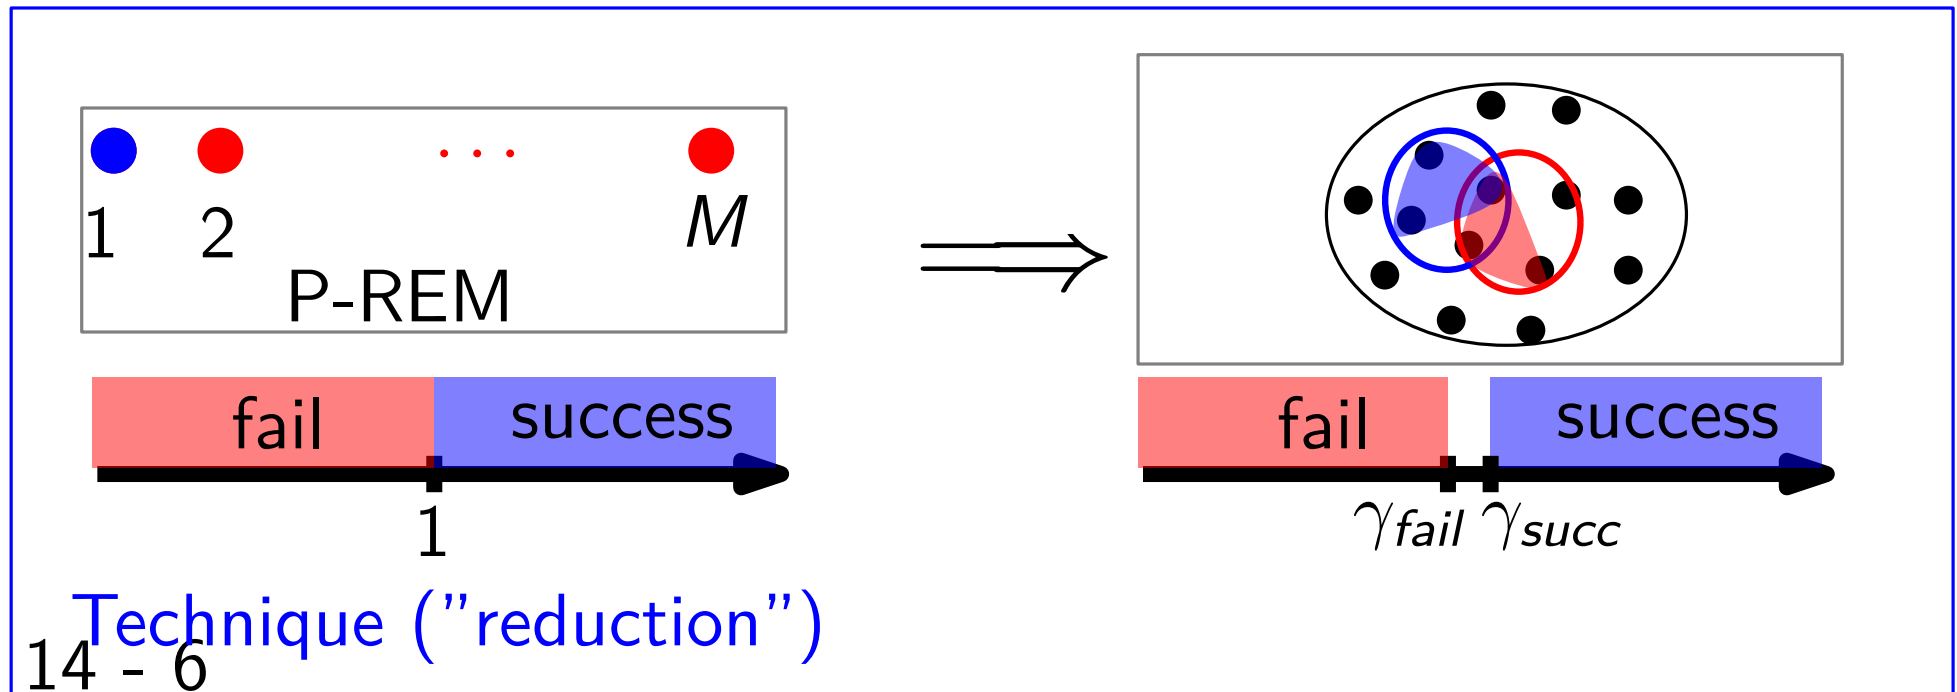 . . .
1 2 M
P-REM
fail success
1
fail success
γfail γsucc
Technique ("reduction")
14 - 6